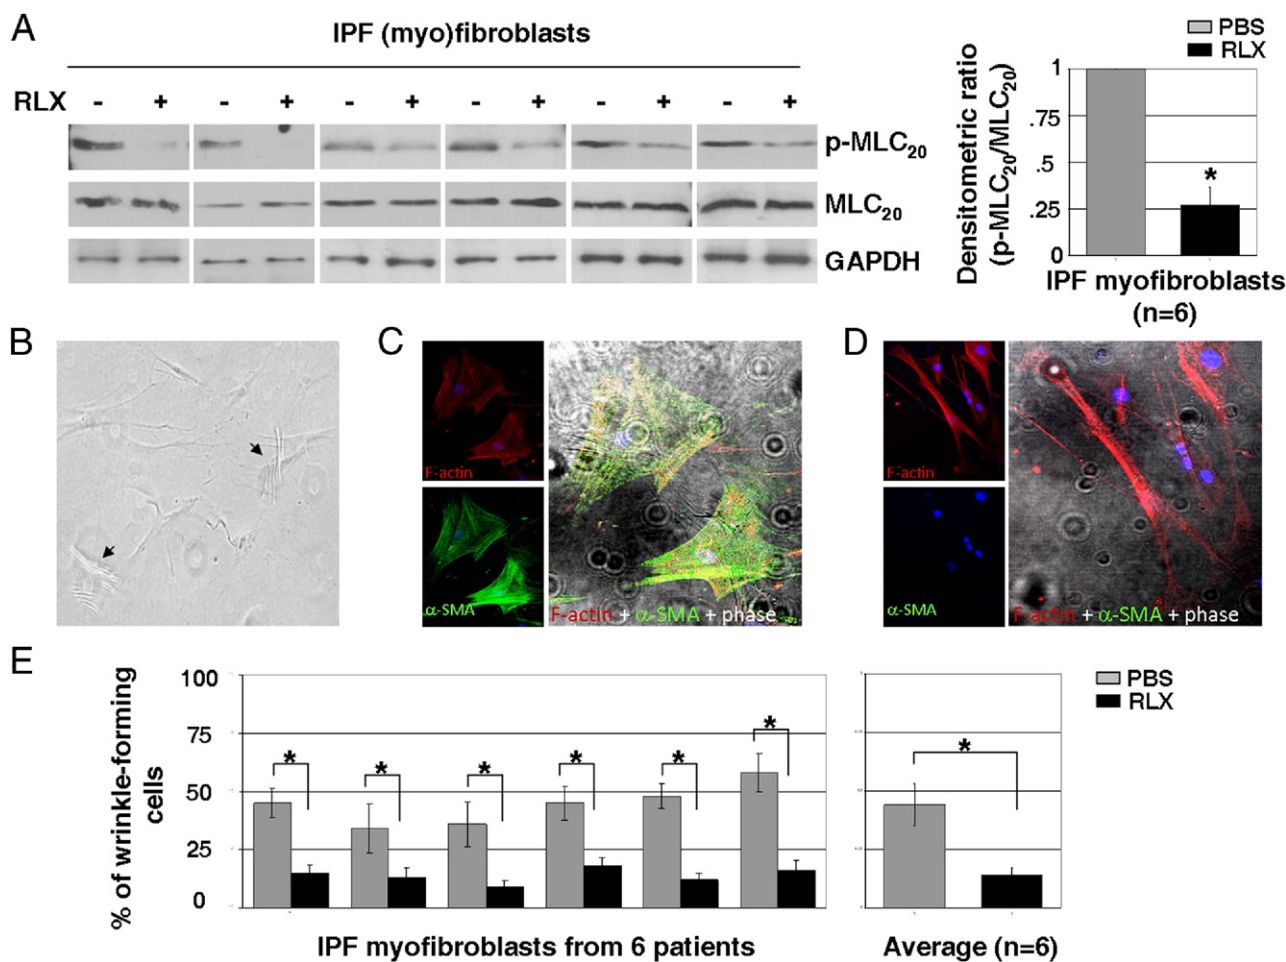 A
IPF (myo)fibroblasts
RLX - + - + - + - + - + - +
p-MLC20
MLC20
GAPDH
PBS
RLX
Densitometric ratio
(p-MLC20/MLC20)
1
.75
.5
.25
0
*
IPF myofibroblasts
(n=6)
B
C
F-actin
α-SMA
F-actin + α-SMA + phase
D
F-actin
α-SMA
F-actin + α-SMA + phase
E
% of wrinkle-forming
cells
100
75
50
25
0
* * * * * *
IPF myofibroblasts from 6 patients
*
Average (n=6)
PBS
RLX